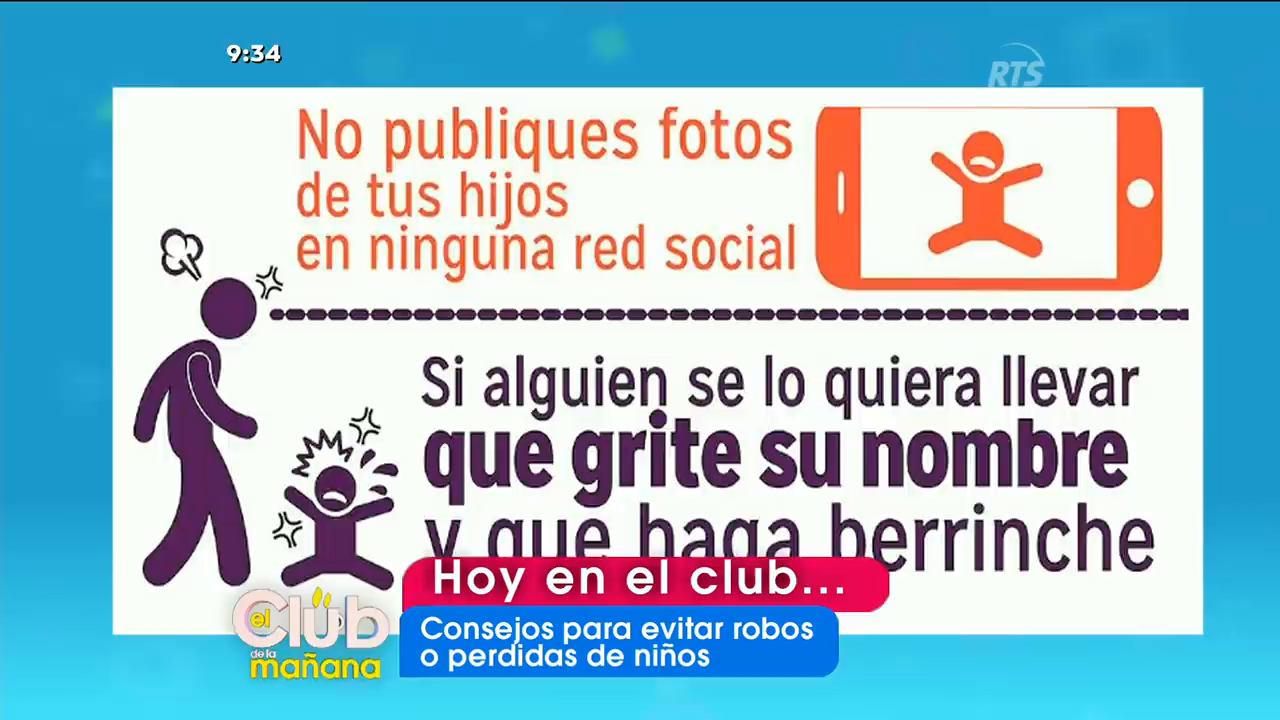 9:34
RTS
No publiques fotos
de tus hijos
en ninguna red social
Si alguien se lo quiera llevar
que grite su nombre
y que haga berrinche
Hoy en el club...
el Club
de la
mañana
Consejos para evitar robos
o perdidas de niños